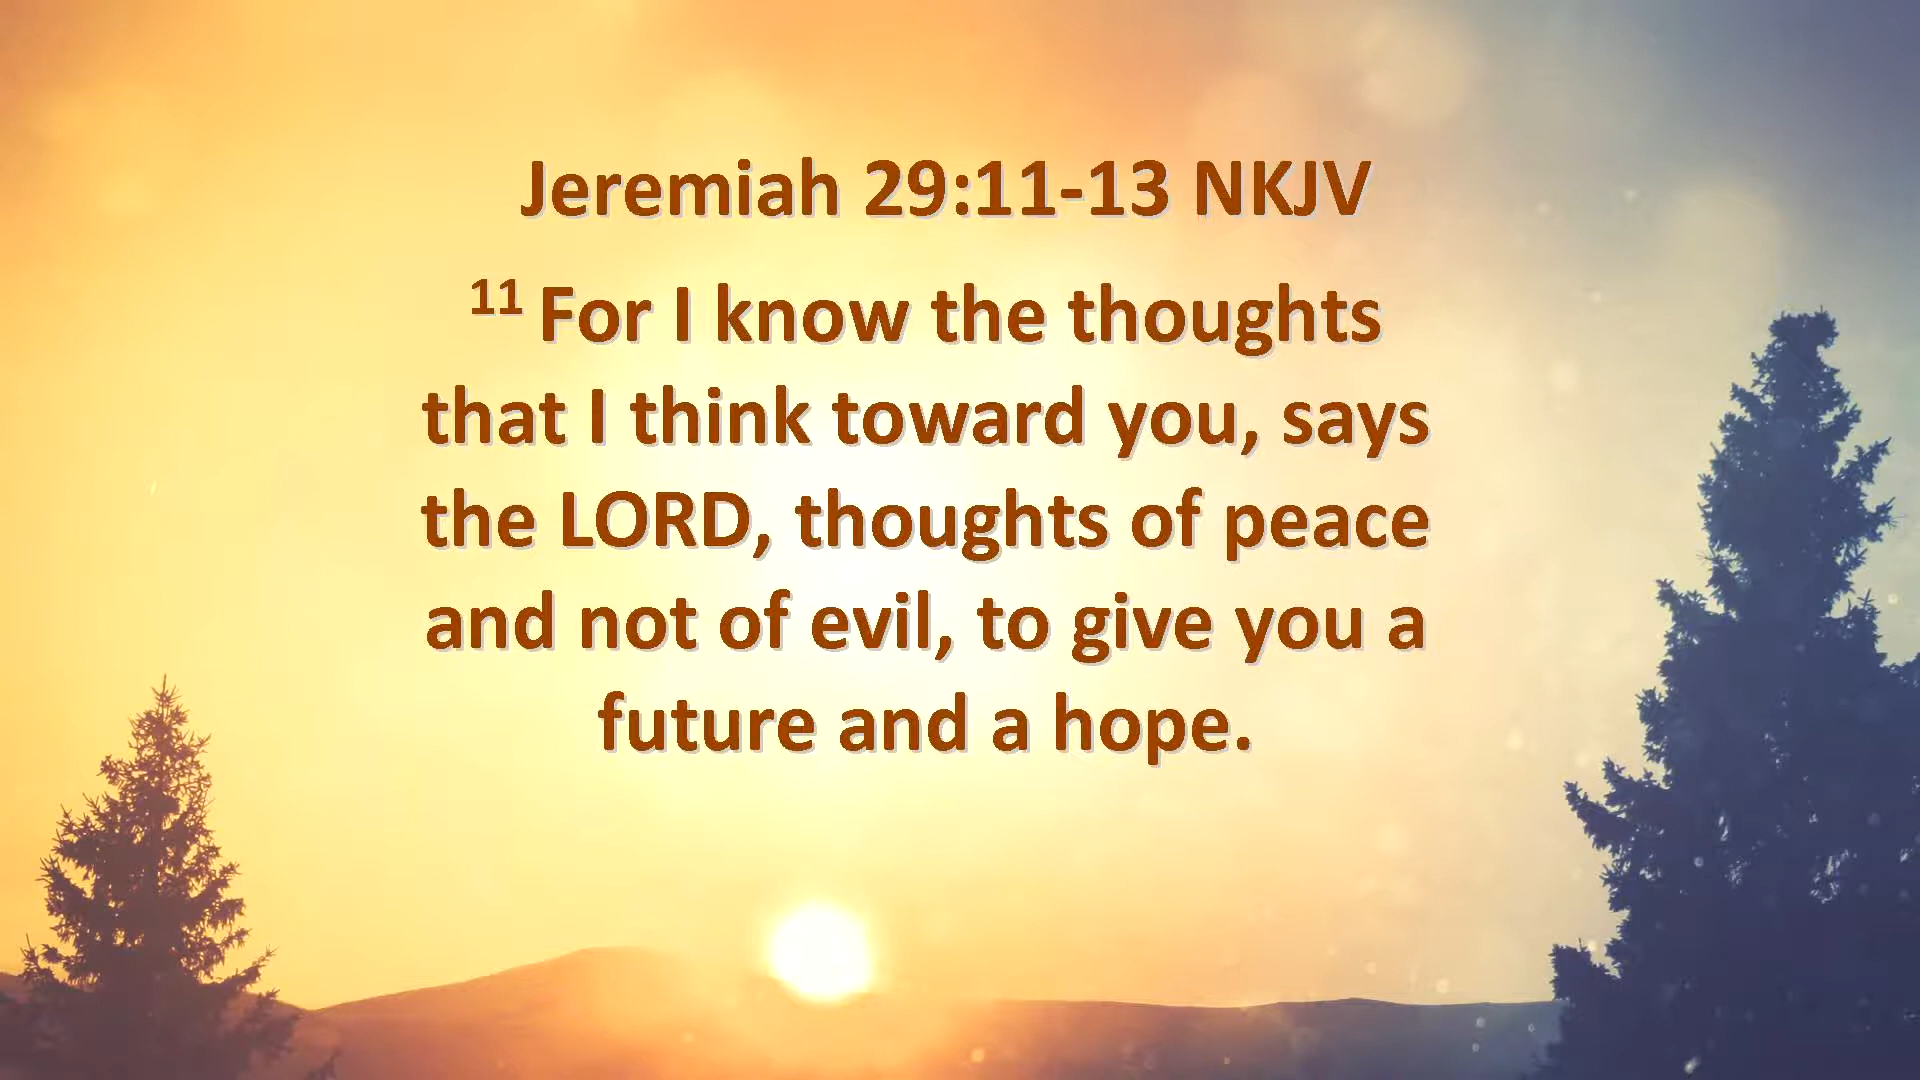 Jeremiah 29:11-13 NKJV
11 For I know the thoughts
that I think toward you, says
the LORD, thoughts of peace
and not of evil, to give you a
future and a hope.